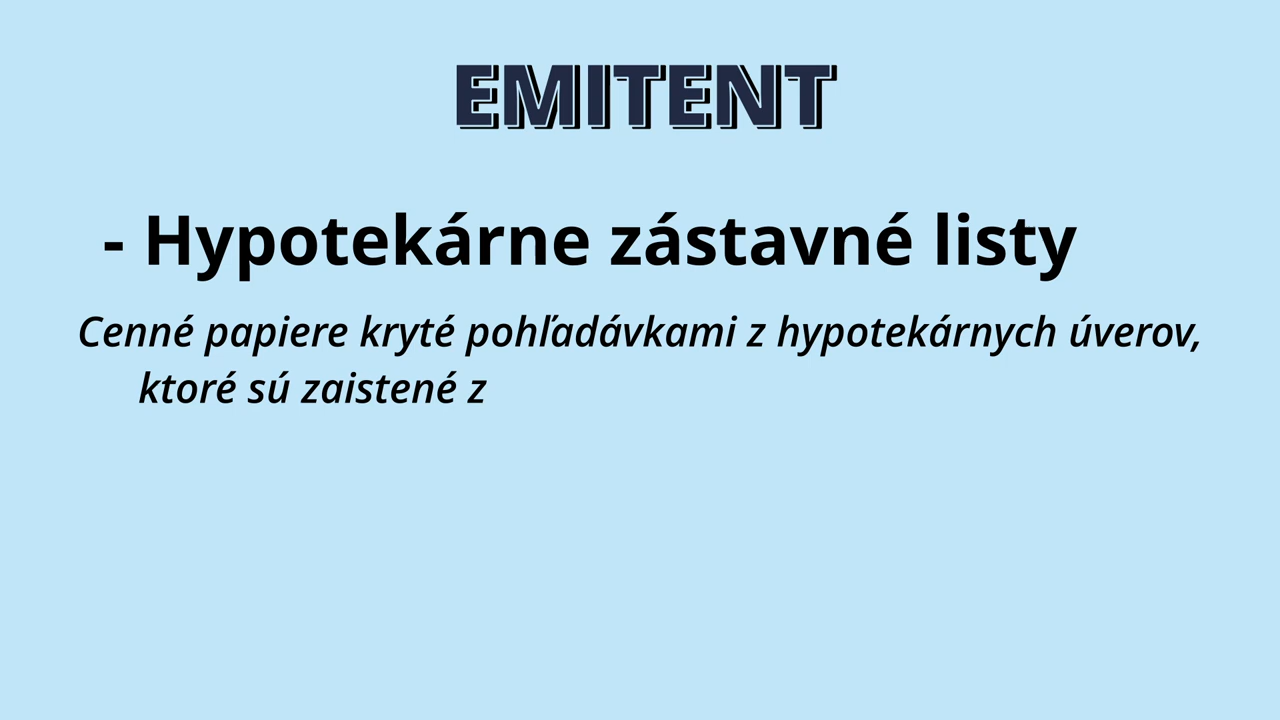 EMITENT
- Hypotekárne zástavné listy
Cenné papiere kryté pohľadávkami z hypotekárnych úverov,
ktoré sú zaistené z